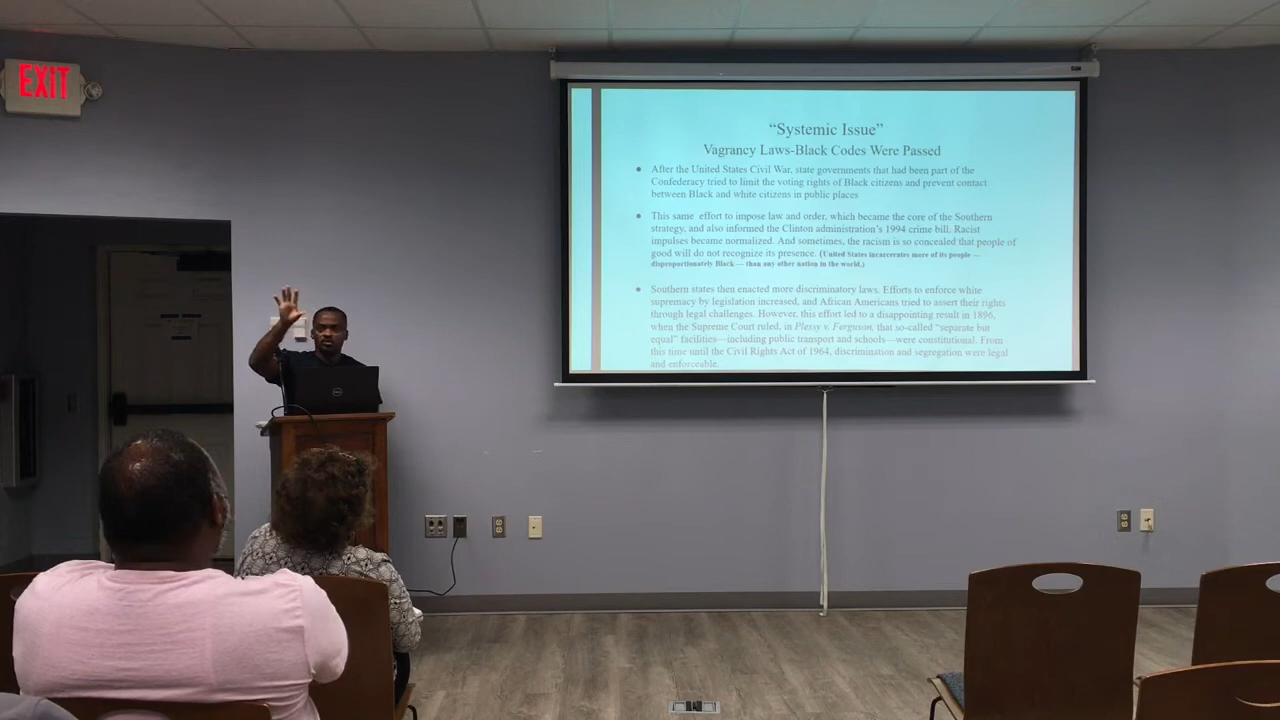 EXIT
“Systemic Issue”
Vagrancy Laws-Black Codes Were Passed
● After the United States Civil War, state governments that had been part of the
Confederacy tried to limit the voting rights of Black citizens and prevent contact
between Black and white citizens in public places
● This same effort to impose law and order, which became the core of the Southern
strategy, and also informed the Clinton administration’s 1994 crime bill. Racist
impulses became normalized. And sometimes, the racism is so concealed that people of
good will do not recognize its presence. (United States incarcerates more of its people —
disproportionately Black — than any other nation in the world.)
● Southern states then enacted more discriminatory laws. Efforts to enforce white
supremacy by legislation increased, and African Americans tried to assert their rights
through legal challenges. However, this effort led to a disappointing result in 1896,
when the Supreme Court ruled, in Plessy v. Ferguson, that so-called “separate but
equal” facilities—including public transport and schools—were constitutional. From
this time until the Civil Rights Act of 1964, discrimination and segregation were legal
and enforceable.
DELL